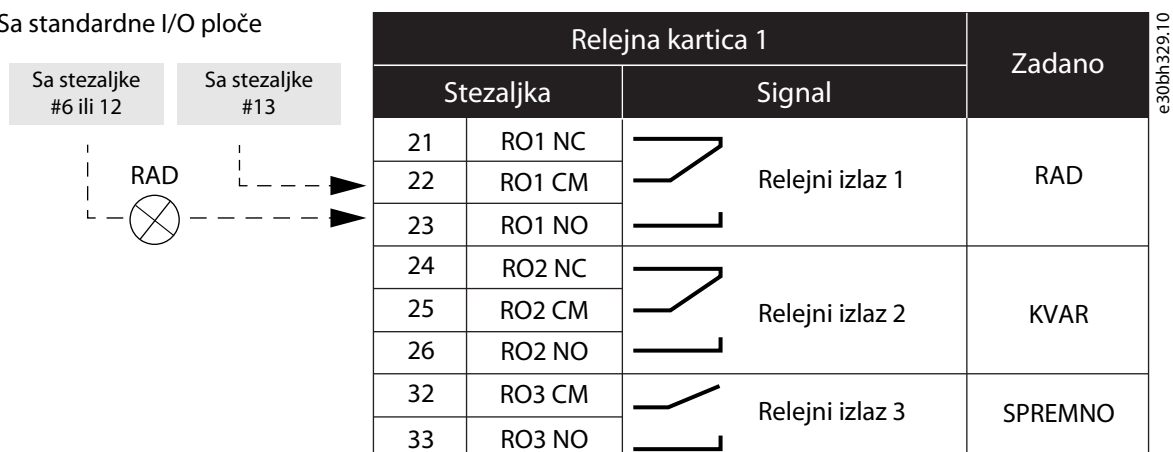 Sa standardne I/O ploče
Sa stezaljke
#6 ili 12
Sa stezaljke
#13
RAD
Relejna kartica 1
Zadano
Stezaljka
Signal
21 RO1 NC
22 RO1 CM
23 RO1 NO
Relejni izlaz 1
RAD
24 RO2 NC
25 RO2 CM
26 RO2 NO
Relejni izlaz 2
KVAR
32 RO3 CM
33 RO3 NO
Relejni izlaz 3
SPREMNO
e30bh329.10